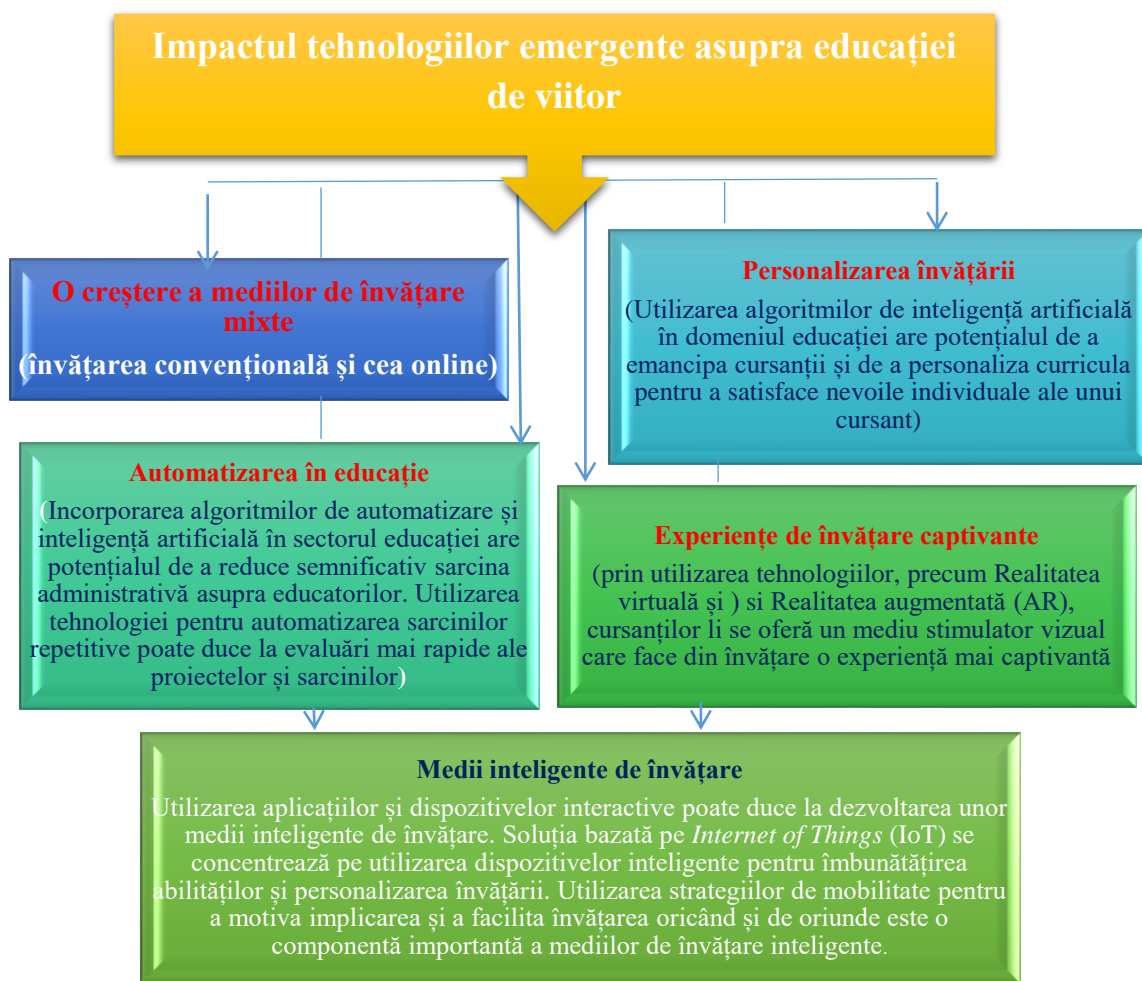 Impactul tehnologiilor emergente asupra educației
de viitor
O creștere a mediilor de învățare
mixte
(învățarea convențională și cea online)
Personalizarea învățării
(Utilizarea algoritmilor de inteligență artificială
în domeniul educației are potențialul de a
emancipa cursanții și de a personaliza curricula
pentru a satisface nevoile individuale ale unui
cursant)
Automatizarea în educație
(Incorporarea algoritmilor de automatizare și
inteligență artificială în sectorul educației are
potențialul de a reduce semnificativ sarcina
administrativă asupra educatorilor. Utilizarea
tehnologiei pentru automatizarea sarcinilor
repetitive poate duce la evaluări mai rapide ale
proiectelor și sarcinilor)
Experiențe de învățare captivante
(prin utilizarea tehnologiilor, precum Realitatea
virtuală și ) si Realitatea augmentată (AR),
cursanților li se oferă un mediu stimulator vizual
care face din învățare o experiență mai captivantă
Medii inteligente de învățare
Utilizarea aplicațiilor și dispozitivelor interactive poate duce la dezvoltarea unor
medii inteligente de învățare. Soluția bazată pe Internet of Things (IoT) se
concentrează pe utilizarea dispozitivelor inteligente pentru îmbunătățirea
abilităților și personalizarea învățării. Utilizarea strategiilor de mobilitate pentru
a motiva implicarea și a facilita învățarea oricând și de oriunde este o
componentă importantă a mediilor de învățare inteligente.